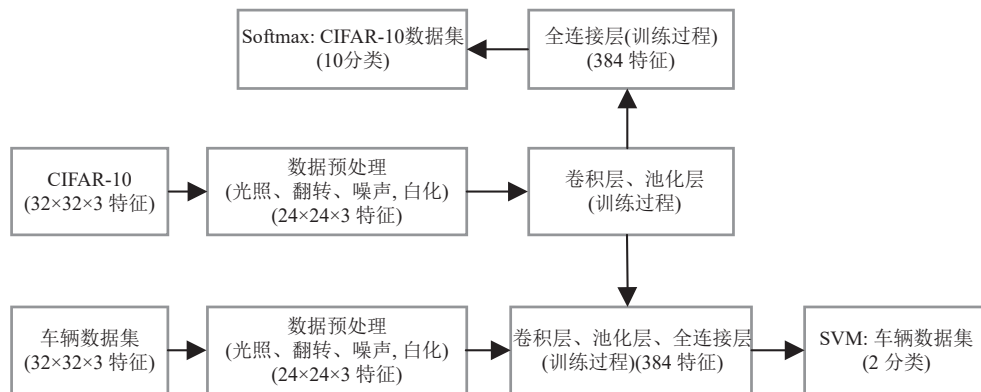 Softmax: CIFAR-10数据集
(10分类)
全连接层(训练过程)
(384 特征)
CIFAR-10
(32×32×3 特征)
数据预处理
(光照、翻转、噪声, 白化)
(24×24×3 特征)
卷积层、池化层
(训练过程)
车辆数据集
(32×32×3 特征)
数据预处理
(光照、翻转、噪声, 白化)
(24×24×3 特征)
卷积层、池化层、全连接层
(训练过程)(384 特征)
SVM: 车辆数据集
(2 分类)